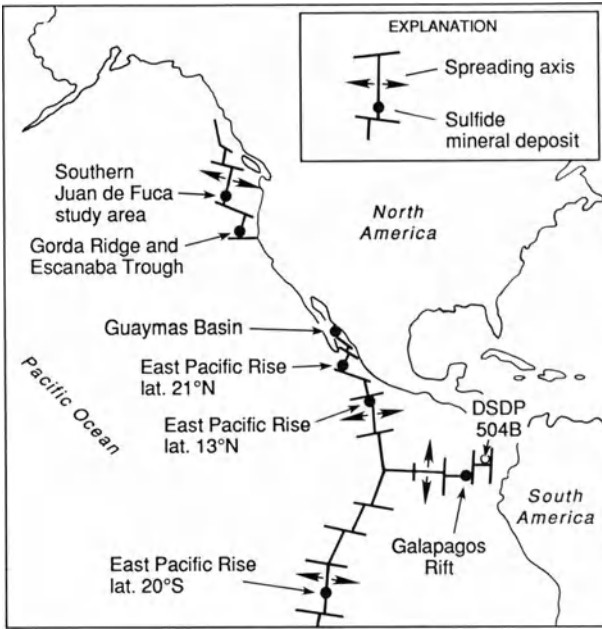 EXPLANATION
Spreading axis
Sulfide
mineral deposit
Southern
Juan de Fuca
study area
North
America
Gorda Ridge and
Escanaba Trough
Guaymas Basin
Pacific Ocean
East Pacific Rise
lat. 21°N
East Pacific Rise
lat. 13°N
DSDP
504B
South
America
Galapagos
Rift
East Pacific Rise
lat. 20°S